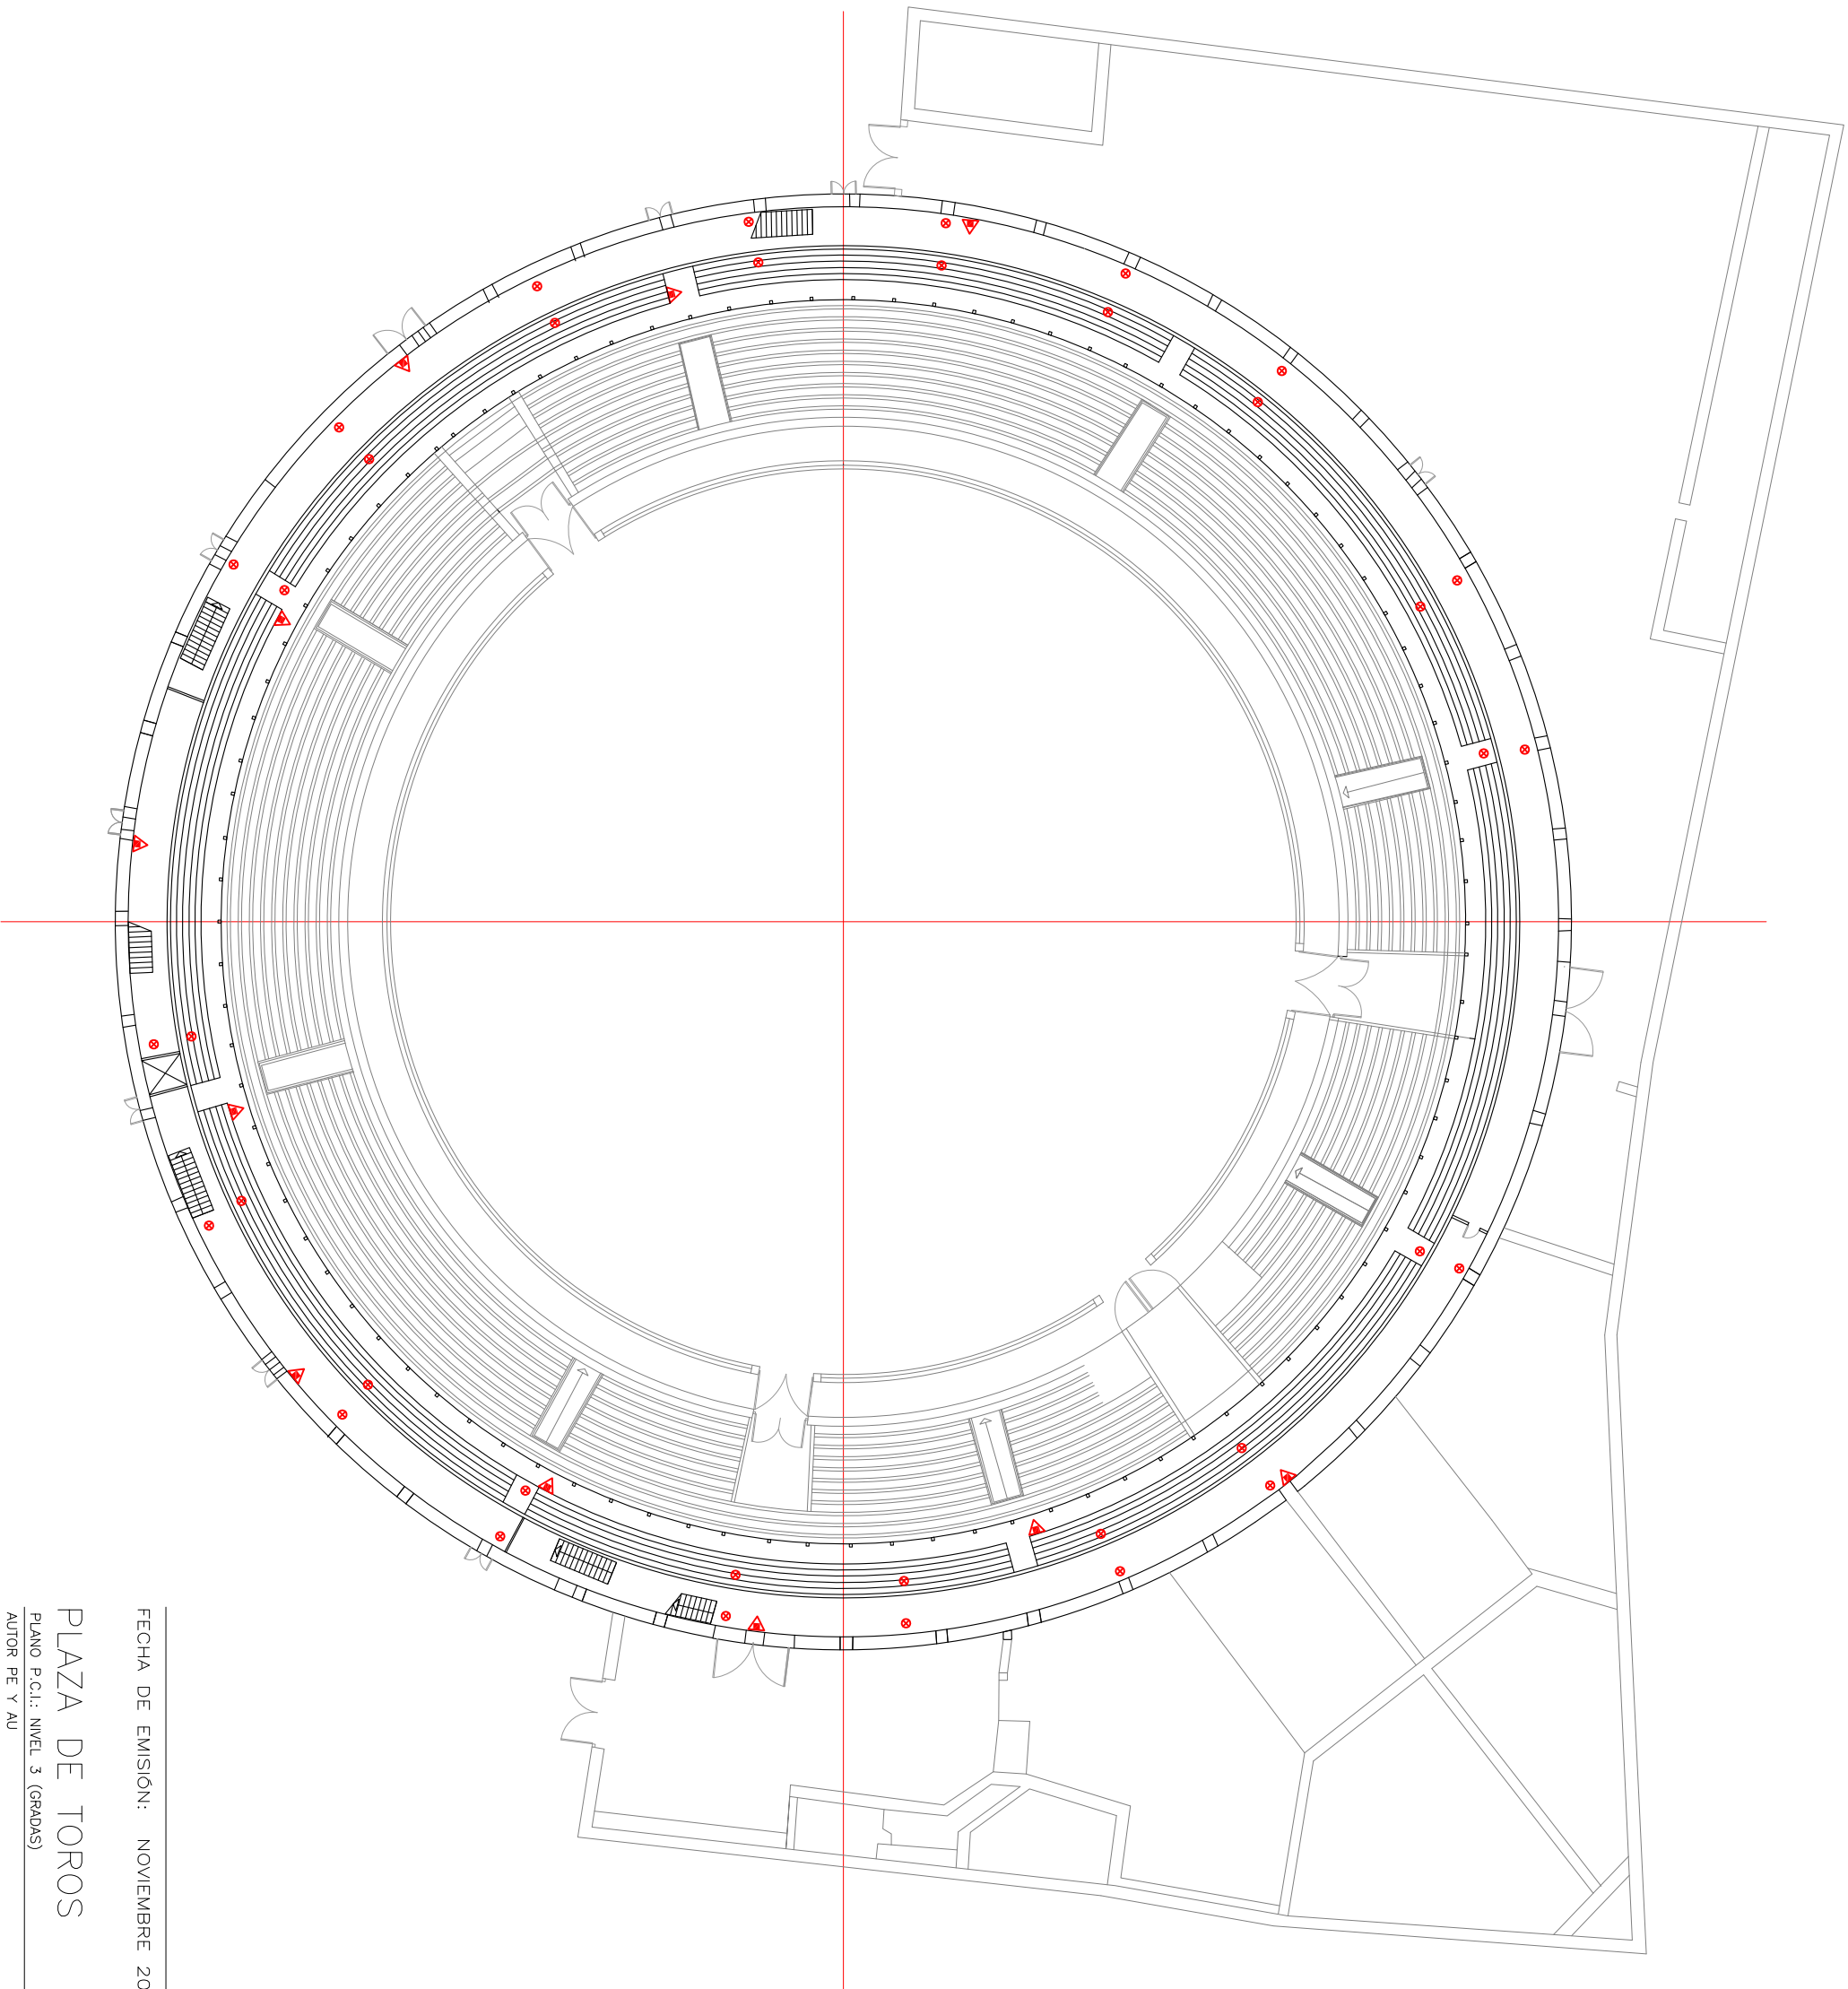 FECHA DE EMISIÓN: NOVIEMBRE 20
PLAZA DE TOROS
PLANO P.C.I.: NIVEL 3 (GRADAS)
AUTOR PE Y AU